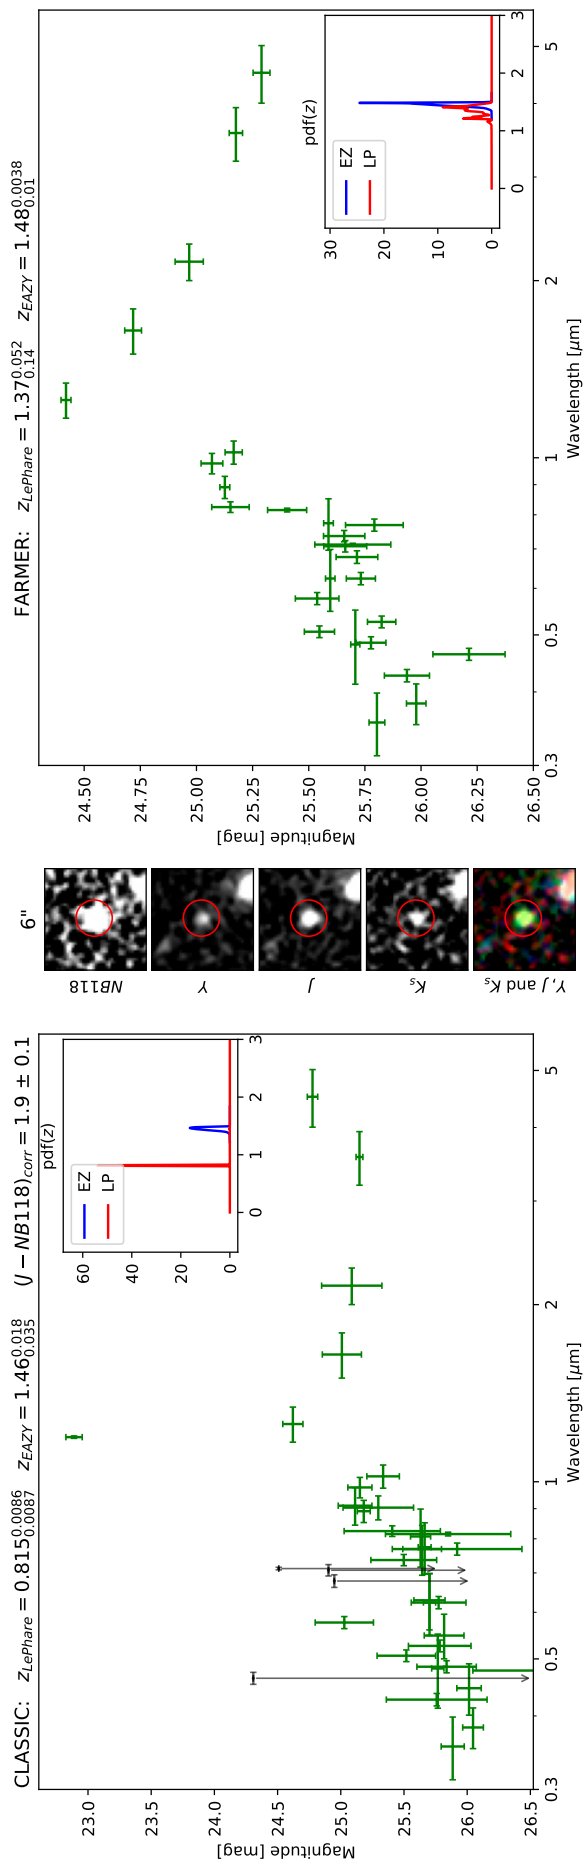 CLASSIC: z_LePhare = 0.815^0.0086_0.0087 z_EAZY = 1.46^0.018_0.035 (J − NB118)_corr = 1.9 ± 0.1
Magnitude [mag]
23.0
23.5
24.0
24.5
25.0
25.5
26.0
26.5
0.3
0.5
1
2
5
Wavelength [μm]
pdf(z)
EZ
LP
60
40
20
0
0
1
2
3
6"
NB118
Y
J
K_s
Y, J and K_s
FARMER: z_LePhare = 1.37^0.052_0.14 z_EAZY = 1.48^0.0038_0.01
Magnitude [mag]
24.50
24.75
25.00
25.25
25.50
25.75
26.00
26.25
26.50
0.3
0.5
1
2
5
Wavelength [μm]
pdf(z)
EZ
LP
30
20
10
0
0
1
2
3